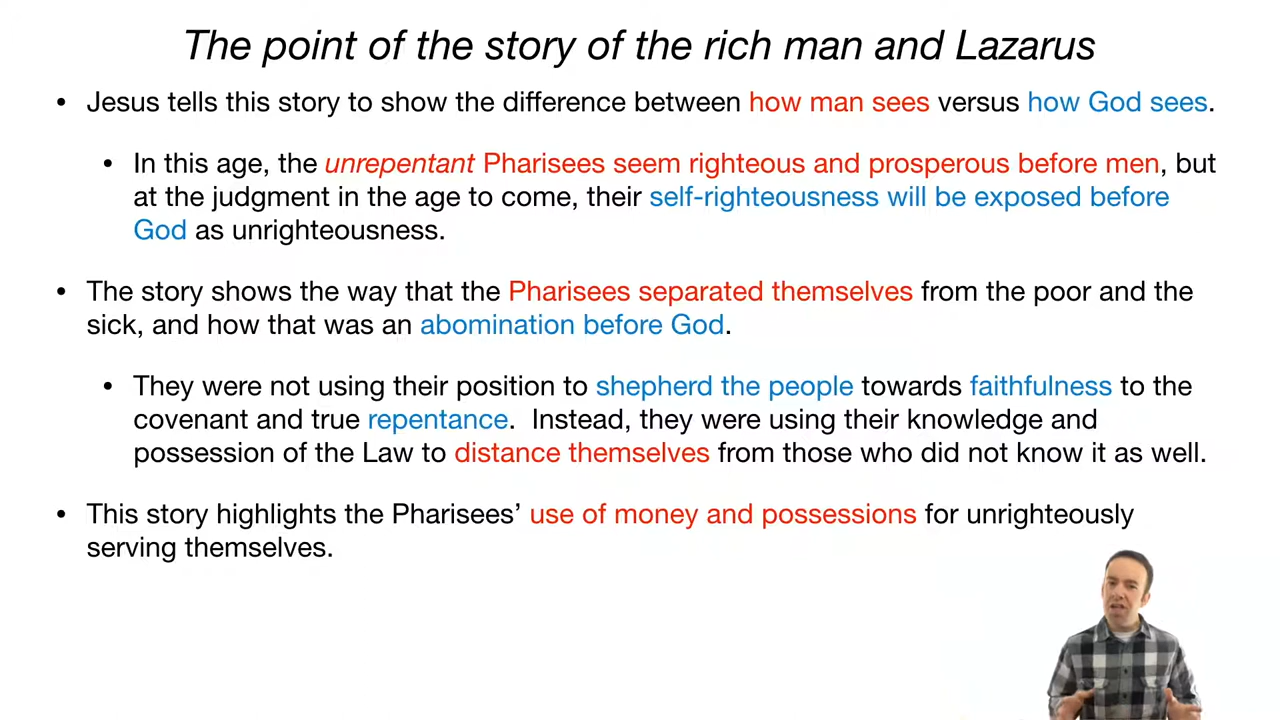 The point of the story of the rich man and Lazarus
• Jesus tells this story to show the difference between how man sees versus how God sees.
• In this age, the unrepentant Pharisees seem righteous and prosperous before men, but
at the judgment in the age to come, their self-righteousness will be exposed before
God as unrighteousness.
• The story shows the way that the Pharisees separated themselves from the poor and the
sick, and how that was an abomination before God.
• They were not using their position to shepherd the people towards faithfulness to the
covenant and true repentance.  Instead, they were using their knowledge and
possession of the Law to distance themselves from those who did not know it as well.
• This story highlights the Pharisees’ use of money and possessions for unrighteously
serving themselves.